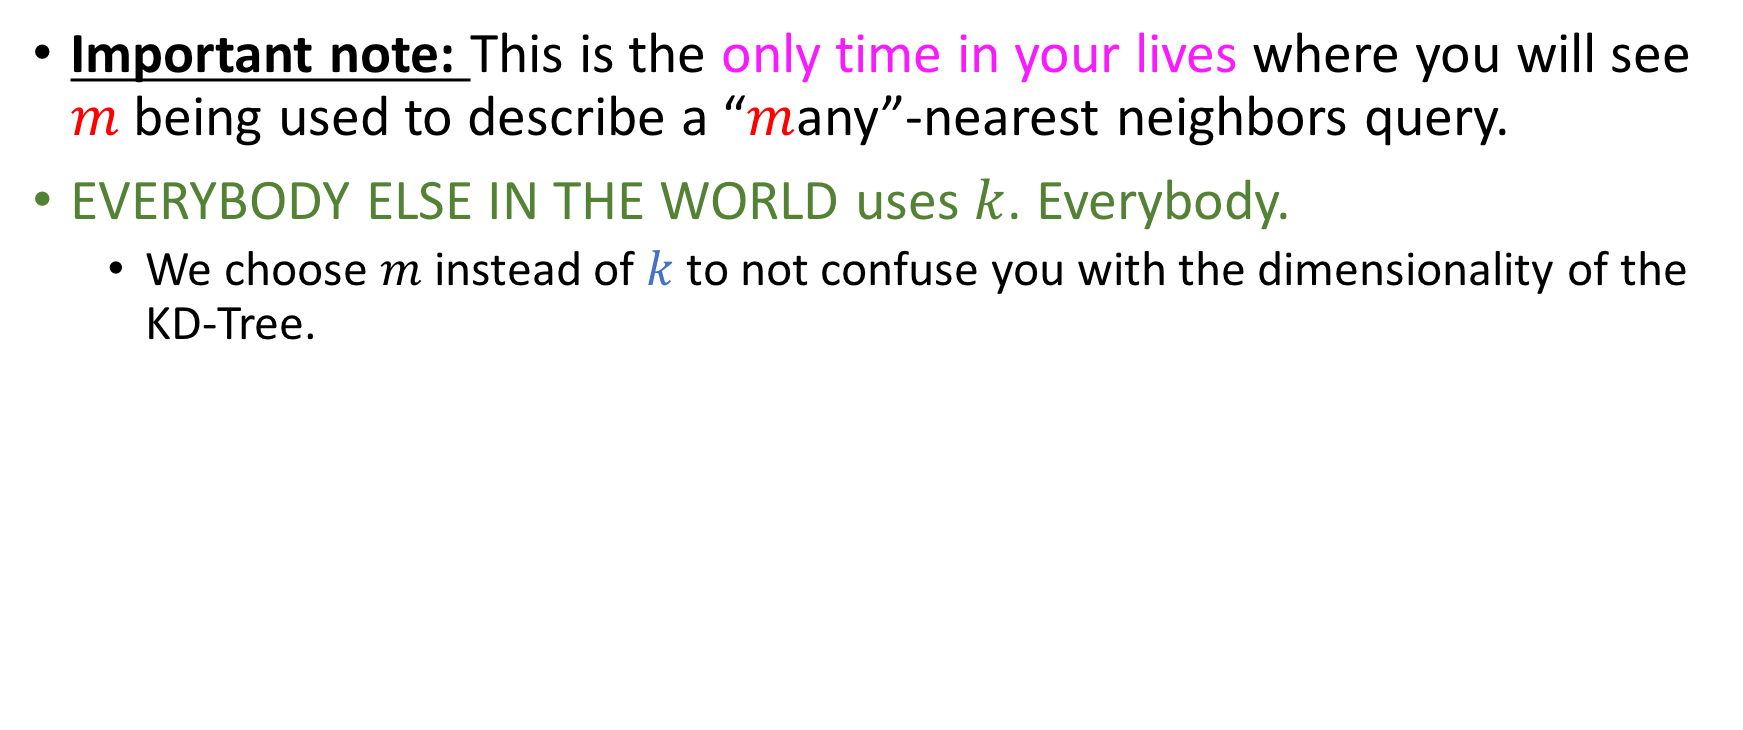 • Important note: This is the only time in your lives where you will see
m being used to describe a “many”-nearest neighbors query.
• EVERYBODY ELSE IN THE WORLD uses k. Everybody.
• We choose m instead of k to not confuse you with the dimensionality of the
KD-Tree.